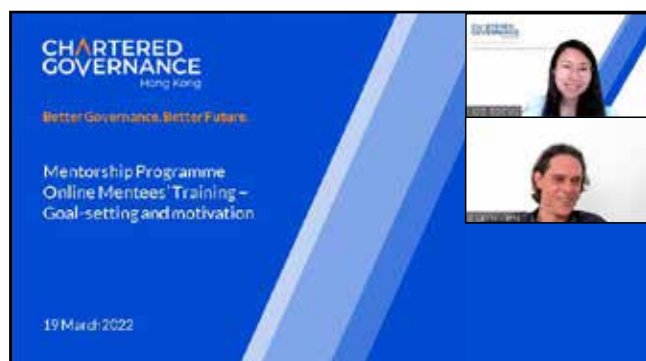 CHARTERED
GOVERNANCE
Hong Kong
Better Governance. Better Future.
Mentorship Programme
Online Mentees' Training –
Goal-setting and motivation
19 March 2022